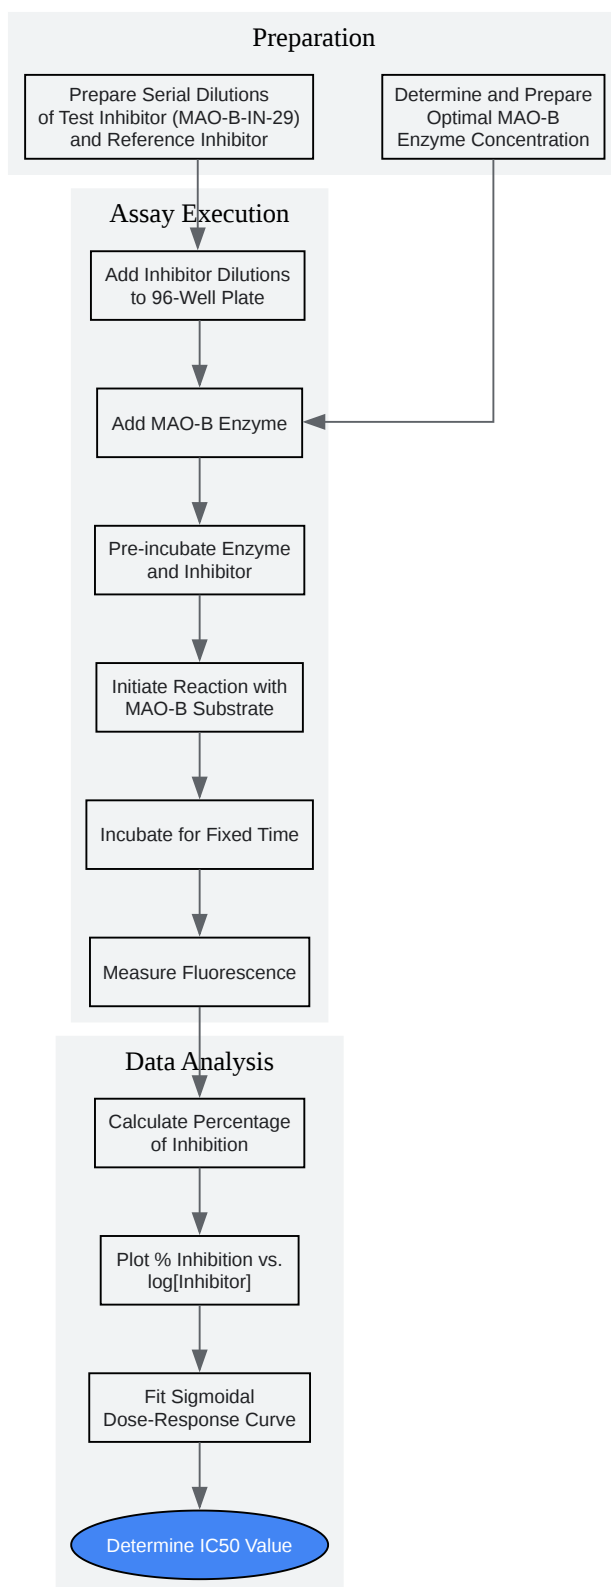 Preparation
Prepare Serial Dilutions
of Test Inhibitor (MAO-B-IN-29)
and Reference Inhibitor
Determine and Prepare
Optimal MAO-B
Enzyme Concentration
Assay Execution
Add Inhibitor Dilutions
to 96-Well Plate
Add MAO-B Enzyme
Pre-incubate Enzyme
and Inhibitor
Initiate Reaction with
MAO-B Substrate
Incubate for Fixed Time
Measure Fluorescence
Data Analysis
Calculate Percentage
of Inhibition
Plot % Inhibition vs.
log[Inhibitor]
Fit Sigmoidal
Dose-Response Curve
Determine IC50 Value